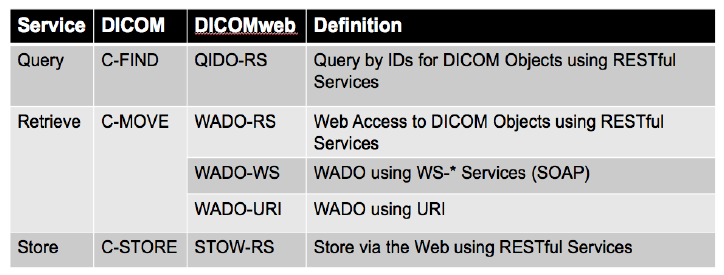 Service DICOM DICOMweb Definition
Query C-FIND QIDO-RS Query by IDs for DICOM Objects using RESTful
Services
Retrieve C-MOVE WADO-RS Web Access to DICOM Objects using RESTful
Services
WADO-WS WADO using WS-* Services (SOAP)
WADO-URI WADO using URI
Store C-STORE STOW-RS Store via the Web using RESTful Services